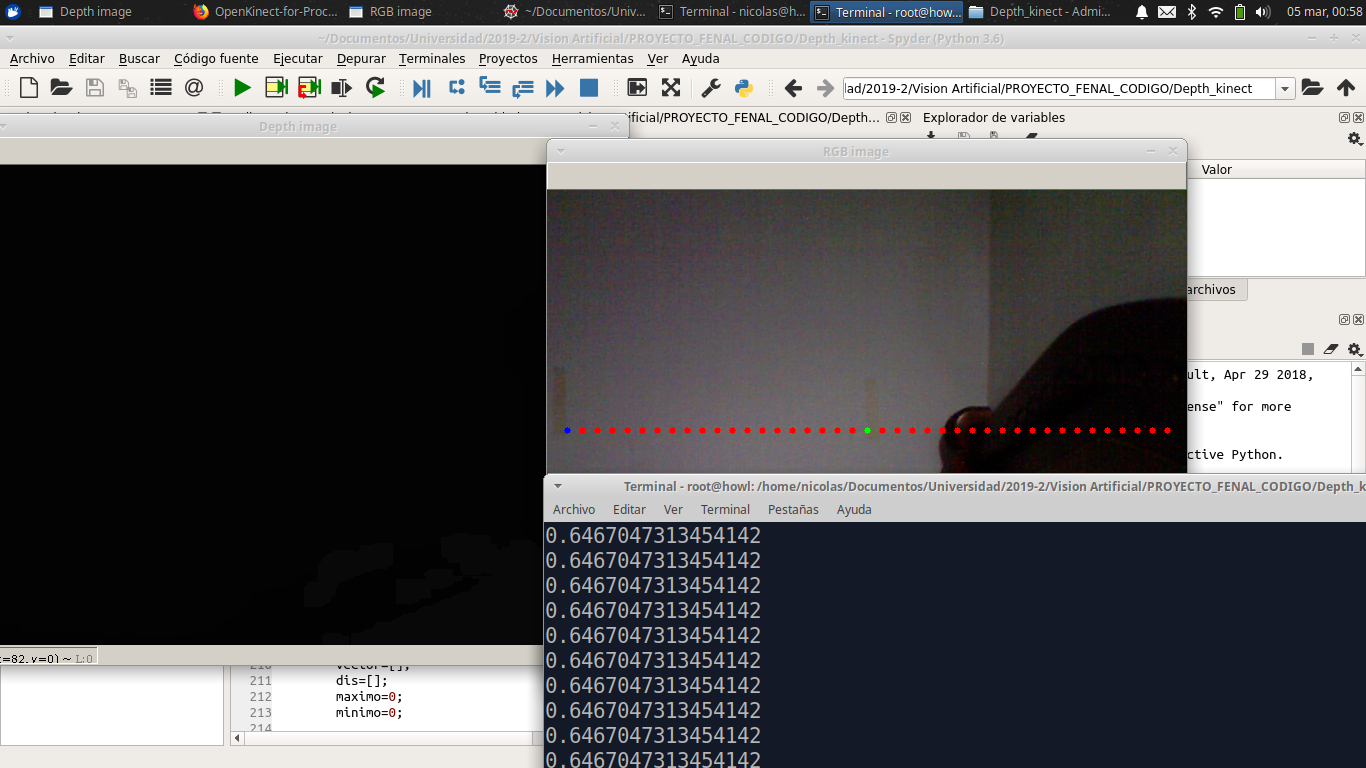 Depth image
OpenKinect-for-Proc...
RGB image
~/Documentos/Univ...
Terminal - nicolas@h...
Terminal - root@how...
Depth_kinect - Admi...
05 mar, 00:58
~/Documentos/Universidad/2019-2/Vision Artificial/PROYECTO_FENAL_CODIGO/Depth_kinect - Spyder (Python 3.6)
Archivo Editar Buscar Código fuente Ejecutar Depurar Terminales Proyectos Herramientas Ver Ayuda
lad/2019-2/Vision Artificial/PROYECTO_FENAL_CODIGO/Depth_kinect
Depth image
tificial/PROYECTO_FENAL_CODIGO/Depth...
Explorador de variables
RGB image
Valor
archivos
ult, Apr 29 2018,
ense" for more
ctive Python.
Terminal - root@howl: /home/nicolas/Documentos/Universidad/2019-2/Vision Artificial/PROYECTO_FENAL_CODIGO/Depth_k
Archivo Editar Ver Terminal Pestañas Ayuda
0.6467047313454142
0.6467047313454142
0.6467047313454142
0.6467047313454142
0.6467047313454142
0.6467047313454142
0.6467047313454142
0.6467047313454142
0.6467047313454142
0.6467047313454142
=82, y=0) ~ L:0
210 vector=[];
211 dis=[];
212 maximo=0;
213 minimo=0;
214